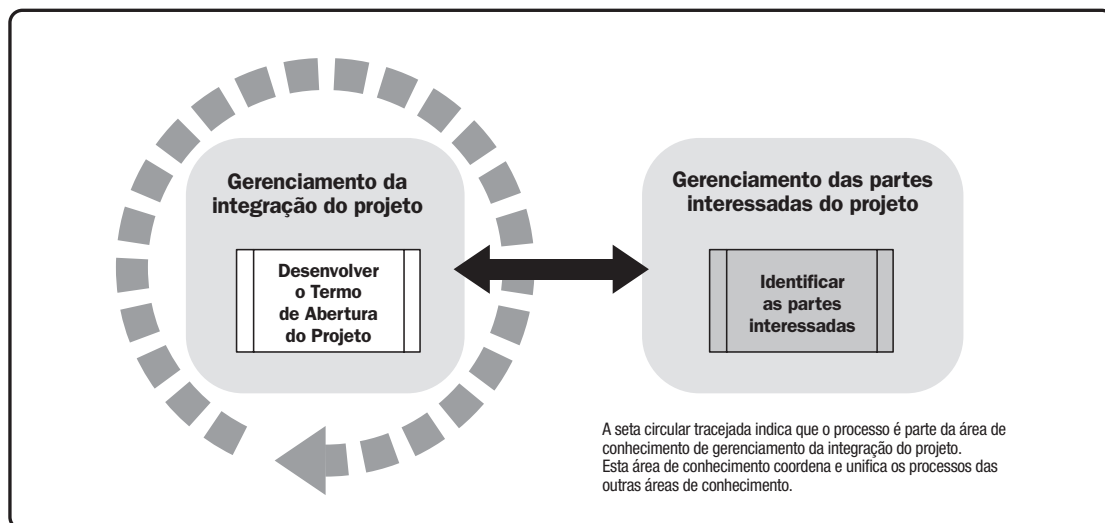 Gerenciamento da
integração do projeto
Desenvolver
o Termo
de Abertura
do Projeto
Gerenciamento das partes
interessadas do projeto
Identificar
as partes
interessadas
A seta circular tracejada indica que o processo é parte da área de
conhecimento de gerenciamento da integração do projeto.
Esta área de conhecimento coordena e unifica os processos das
outras áreas de conhecimento.